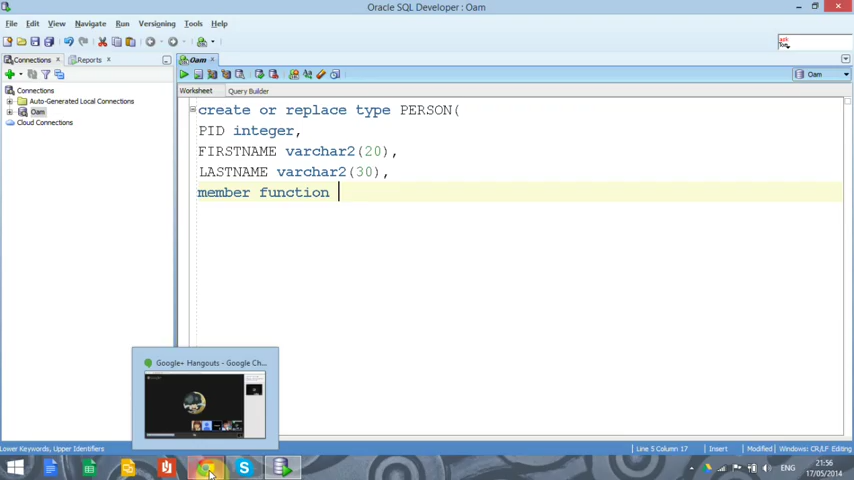 Oracle SQL Developer : Oam
File Edit View Navigate Run Versioning Tools Help
Connections Reports Oam
Oam
Worksheet Query Builder
Connections
Auto-Generated Local Connections
Oam
Cloud Connections
create or replace type PERSON(
PID integer,
FIRSTNAME varchar2(20),
LASTNAME varchar2(30),
member function
Google+ Hangouts - Google Ch...
Lower Keywords, Upper Identifiers
Line 5 Column 17 Insert Modified Windows: CR/LF Editing
ENG
21:56
17/05/2014